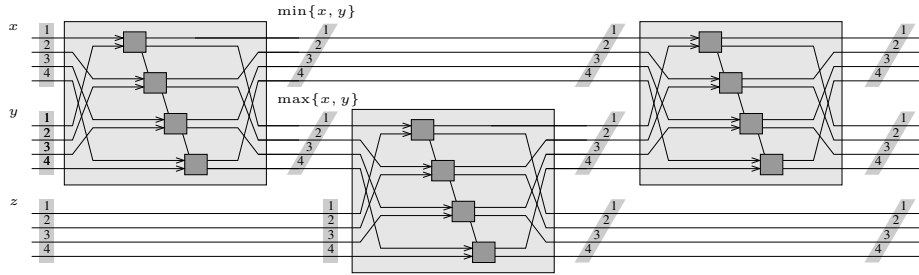 x 1 2 3 4 min{x, y} 1 2 3 4 1 2 3 4 1 2 3 4
y 1 2 3 4 max{x, y} 1 2 3 4 1 2 3 4 1 2 3 4
z 1 2 3 4 1 2 3 4 1 2 3 4 1 2 3 4